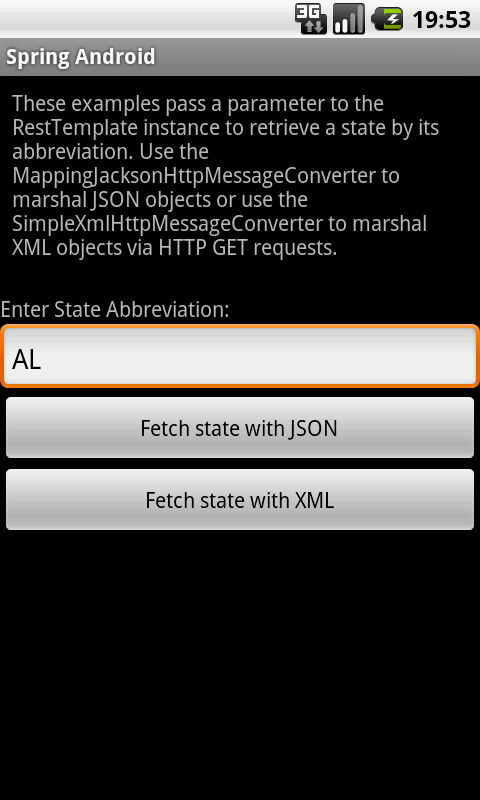 3G
19:53
Spring Android
These examples pass a parameter to the
RestTemplate instance to retrieve a state by its
abbreviation. Use the
MappingJacksonHttpMessageConverter to
marshal JSON objects or use the
SimpleXmlHttpMessageConverter to marshal
XML objects via HTTP GET requests.
Enter State Abbreviation:
AL
Fetch state with JSON
Fetch state with XML